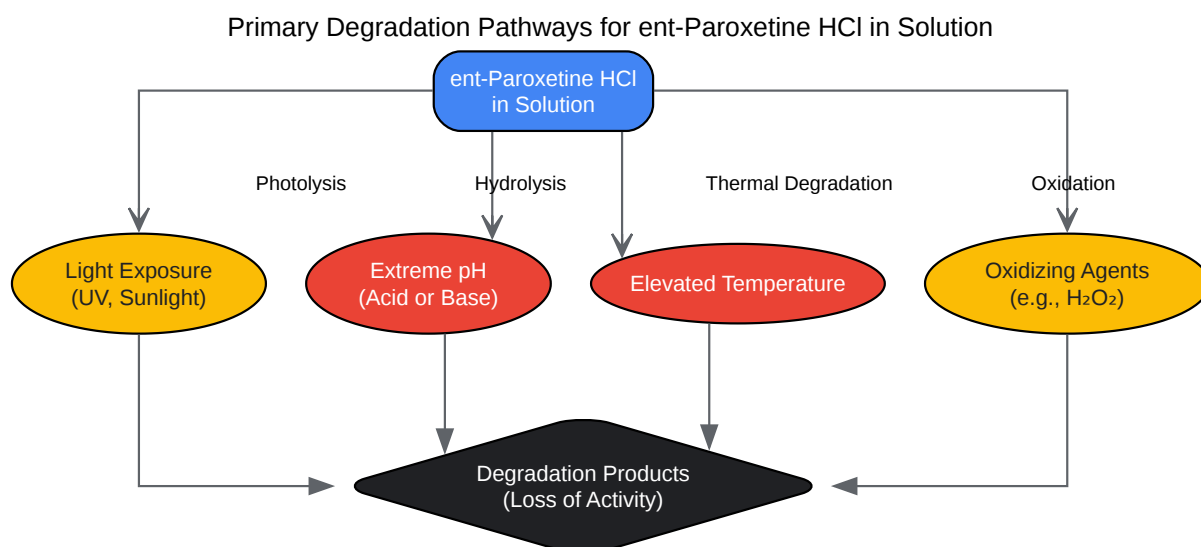 Primary Degradation Pathways for ent-Paroxetine HCl in Solution
ent-Paroxetine HCl
in Solution
Photolysis
Hydrolysis
Thermal Degradation
Oxidation
Light Exposure
(UV, Sunlight)
Extreme pH
(Acid or Base)
Elevated Temperature
Oxidizing Agents
(e.g., H₂O₂)
Degradation Products
(Loss of Activity)